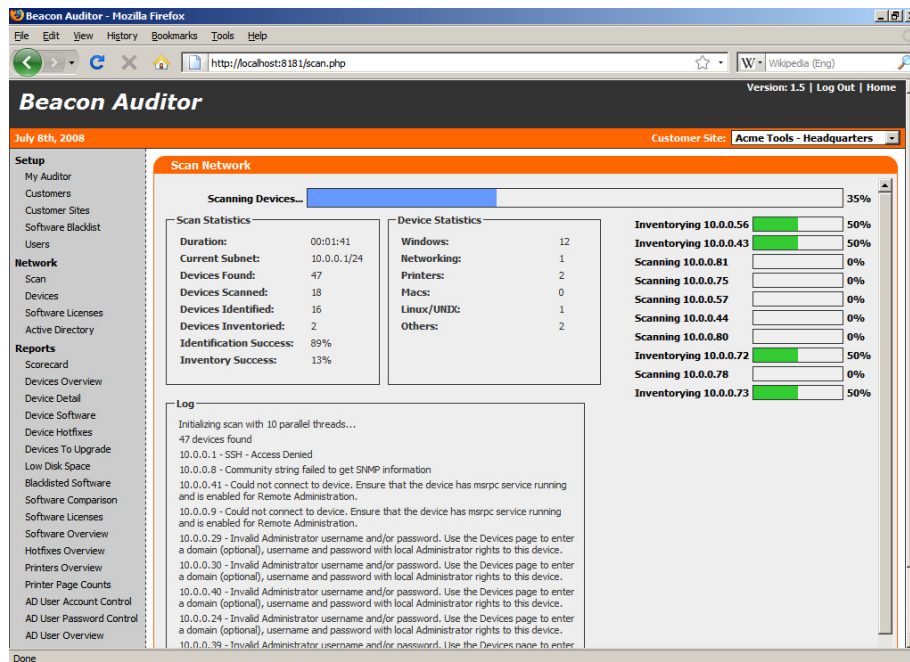 Beacon Auditor - Mozilla Firefox
File Edit View History Bookmarks Tools Help
http://localhost:8181/scan.php
W Wikipedia (Eng)
Version: 1.5 | Log Out | Home
Beacon Auditor
July 8th, 2008
Customer Site: Acme Tools - Headquarters
Setup
My Auditor
Customers
Customer Sites
Software Blacklist
Users
Network
Scan
Devices
Software Licenses
Active Directory
Reports
Scorecard
Devices Overview
Device Detail
Device Software
Device Hotfixes
Devices To Upgrade
Low Disk Space
Blacklisted Software
Software Comparison
Software Licenses
Software Overview
Hotfixes Overview
Printers Overview
Printer Page Counts
AD User Account Control
AD User Password Control
AD User Overview
Scan Network
Scanning Devices... 35%
Scan Statistics
Duration: 00:01:41
Current Subnet: 10.0.0.1/24
Devices Found: 47
Devices Scanned: 18
Devices Identified: 16
Devices Inventoried: 2
Identification Success: 89%
Inventory Success: 13%
Device Statistics
Windows: 12
Networking: 1
Printers: 2
Macs: 0
Linux/UNIX: 1
Others: 2
Inventorying 10.0.0.56 50%
Inventorying 10.0.0.43 50%
Scanning 10.0.0.81 0%
Scanning 10.0.0.75 0%
Scanning 10.0.0.57 0%
Scanning 10.0.0.44 0%
Scanning 10.0.0.80 0%
Inventorying 10.0.0.72 50%
Scanning 10.0.0.78 0%
Inventorying 10.0.0.73 50%
Log
Initializing scan with 10 parallel threads...
47 devices found
10.0.0.1 - SSH - Access Denied
10.0.0.8 - Community string failed to get SNMP information
10.0.0.41 - Could not connect to device. Ensure that the device has msrpc service running
and is enabled for Remote Administration.
10.0.0.9 - Could not connect to device. Ensure that the device has msrpc service running
and is enabled for Remote Administration.
10.0.0.29 - Invalid Administrator username and/or password. Use the Devices page to enter
a domain (optional), username and password with local Administrator rights to this device.
10.0.0.30 - Invalid Administrator username and/or password. Use the Devices page to enter
a domain (optional), username and password with local Administrator rights to this device.
10.0.0.40 - Invalid Administrator username and/or password. Use the Devices page to enter
a domain (optional), username and password with local Administrator rights to this device.
10.0.0.24 - Invalid Administrator username and/or password. Use the Devices page to enter
a domain (optional), username and password with local Administrator rights to this device.
10.0.0.39 - Invalid Administrator username and/or password. Use the Devices page to enter
Done